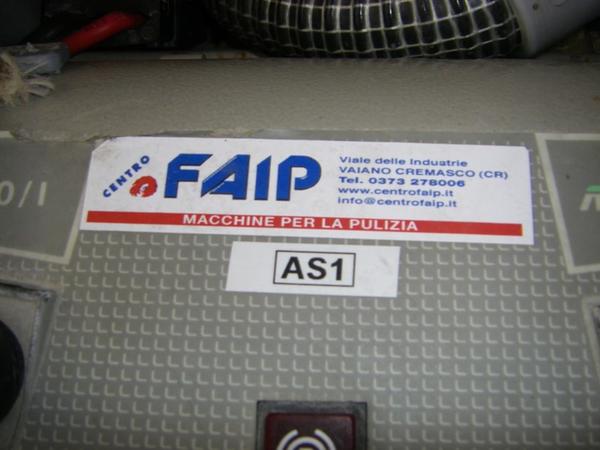 CENTRO
FAIP
Viale delle Industrie
VAIANO CREMASCO (CR)
Tel. 0373 278006
www.centrofaip.it
info@centrofaip.it
MACCHINE PER LA PULIZIA
0/I
AS1